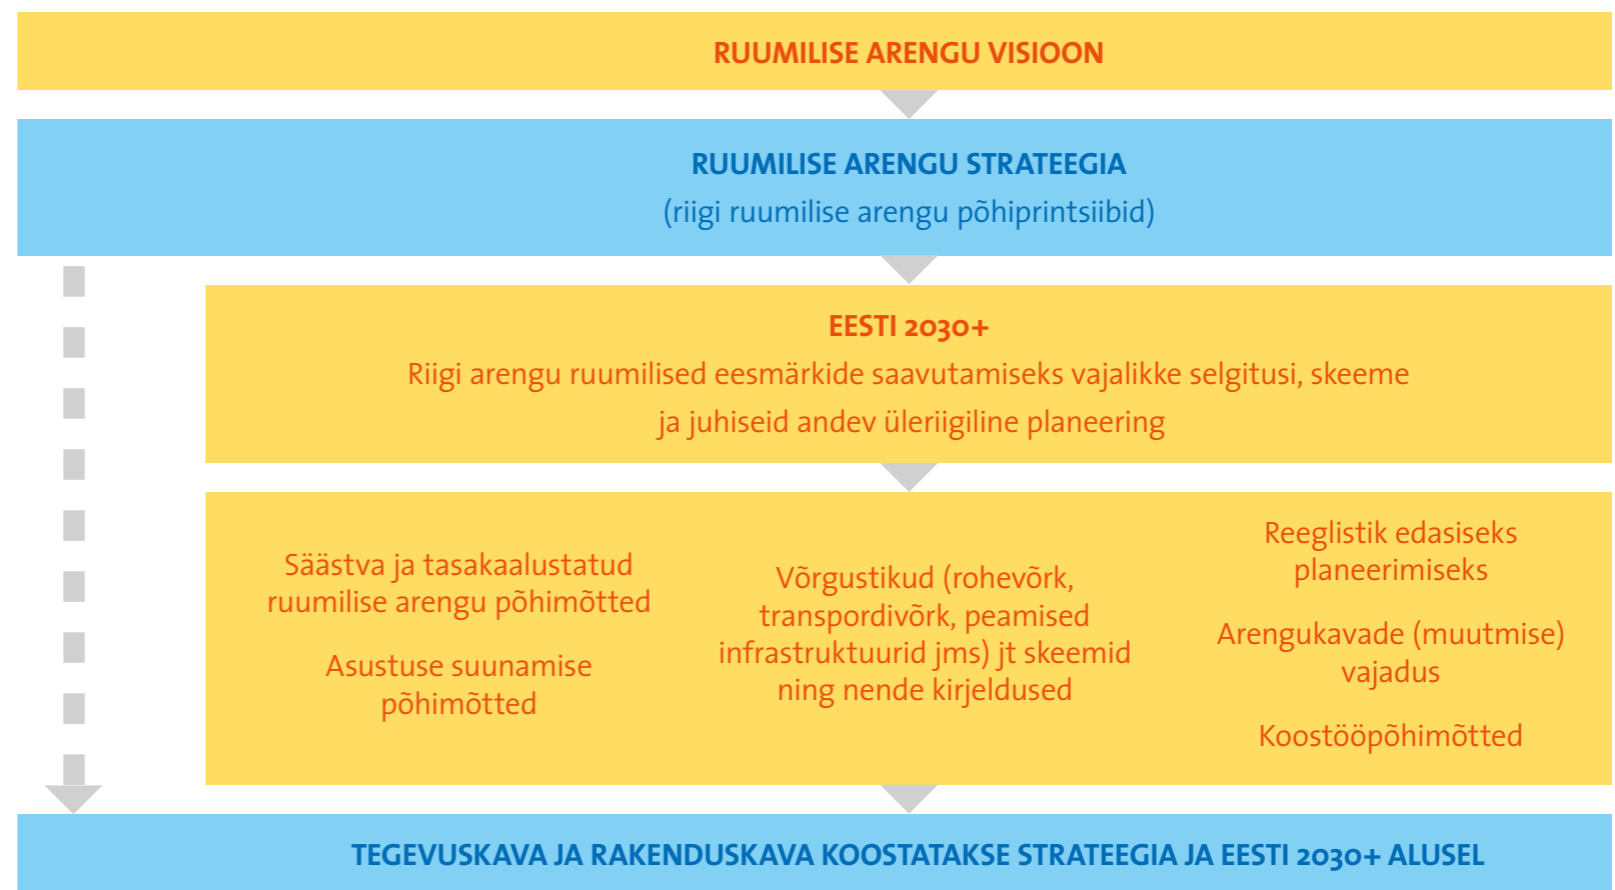 RUUMILISE ARENGU VISIOON
RUUMILISE ARENGU STRATEEGIA
(riigi ruumilise arengu põhiprintsiibid)
EESTI 2030+
Riigi arengu ruumilised eesmärkide saavutamiseks vajalikke selgitusi, skeeme
ja juhiseid andev üleriigiline planeering
Säästva ja tasakaalustatud
ruumilise arengu põhimõtted
Asustuse suunamise
põhimõtted
Võrgustikud (rohevõrk,
transpordivõrk, peamised
infrastruktuurid jms) jt skeemid
ning nende kirjeldused
Reeglistik edasiseks
planeerimiseks
Arengukavade (muutmise)
vajadus
Koostööpõhimõtted
TEGEVUSKAVA JA RAKENDUSKAVA KOOSTATAKSE STRATEEGIA JA EESTI 2030+ ALUSEL